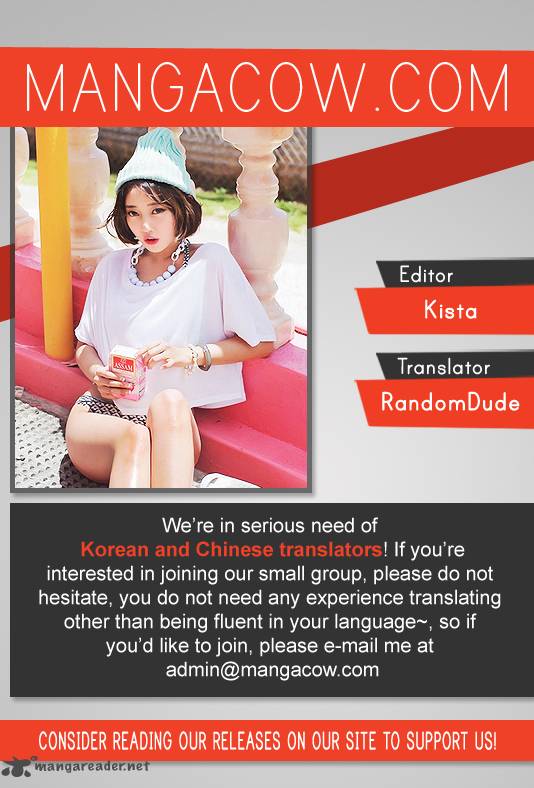 MANGACOW.COM
ASSAM
Editor
Kista
Translator
RandomDude
We're in serious need of
Korean and Chinese translators! If you're
interested in joining our small group, please do not
hesitate, you do not need any experience translating
other than being fluent in your language~, so if
you'd like to join, please e-mail me at
admin@mangacow.com
CONSIDER READING OUR RELEASES ON OUR SITE TO SUPPORT US!
mangareader.net